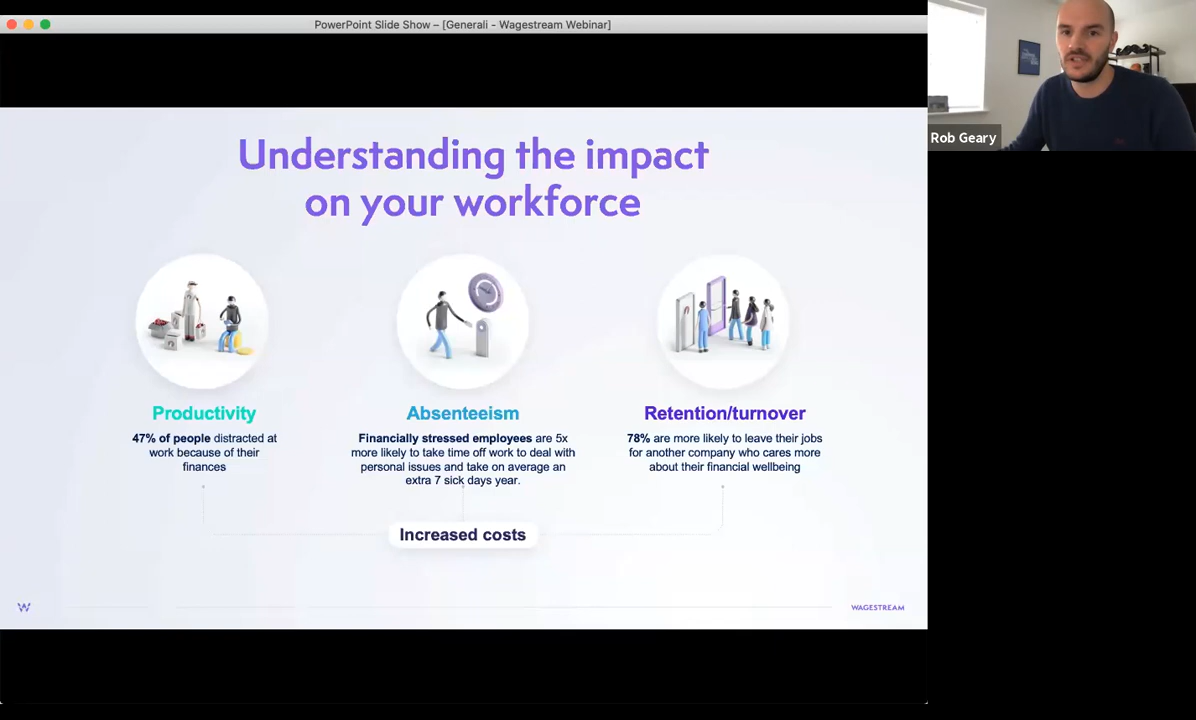 PowerPoint Slide Show – [Generali - Wagestream Webinar]
Rob Geary
Understanding the impact
on your workforce
Productivity
47% of people distracted at
work because of their
finances
Absenteeism
Financially stressed employees are 5x
more likely to take time off work to deal with
personal issues and take on average an
extra 7 sick days year.
Retention/turnover
78% are more likely to leave their jobs
for another company who cares more
about their financial wellbeing
Increased costs
W
WAGESTREAM